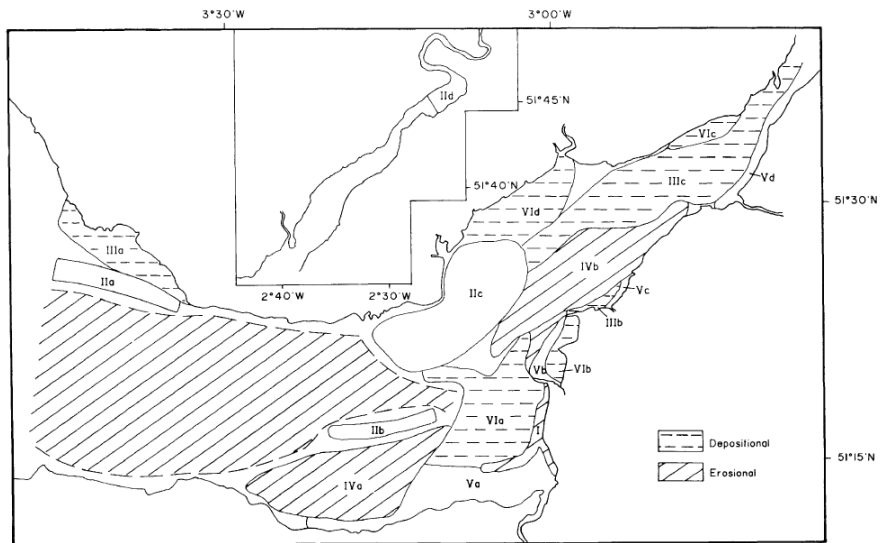 3°30'W
3°00'W
IId
51°45'N
VIc
51°40'N
IIIc
Vd
VId
51°30'N
IIIa
IVb
IIa
IIc
Vc
2°40'W
2°30'W
IIIb
Vb
VIb
VIa
IIb
I
Depositional
51°15'N
Erosional
IVa
Va